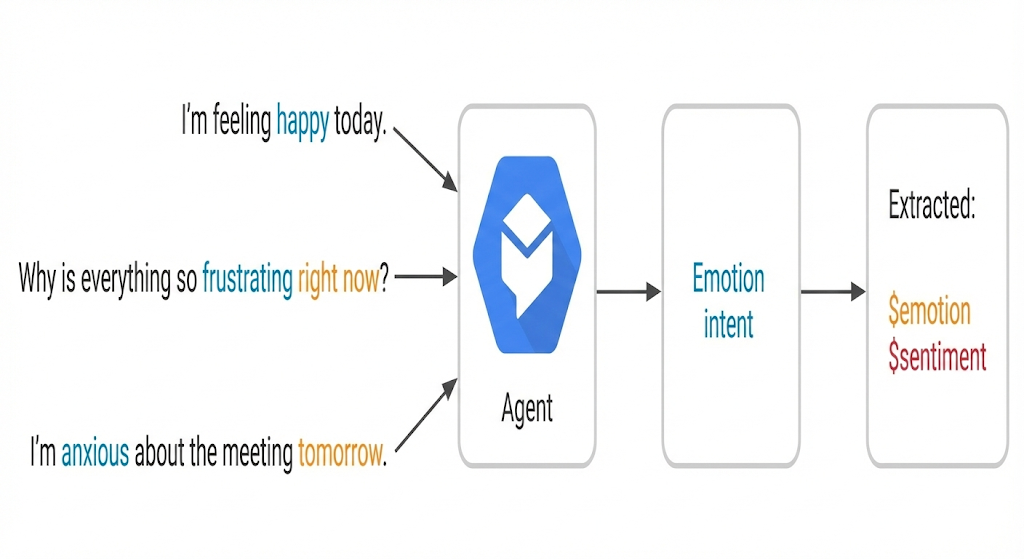 I'm feeling happy today.
Why is everything so frustrating right now?
I'm anxious about the meeting tomorrow.
Agent
Emotion
intent
Extracted:
$emotion
$sentiment